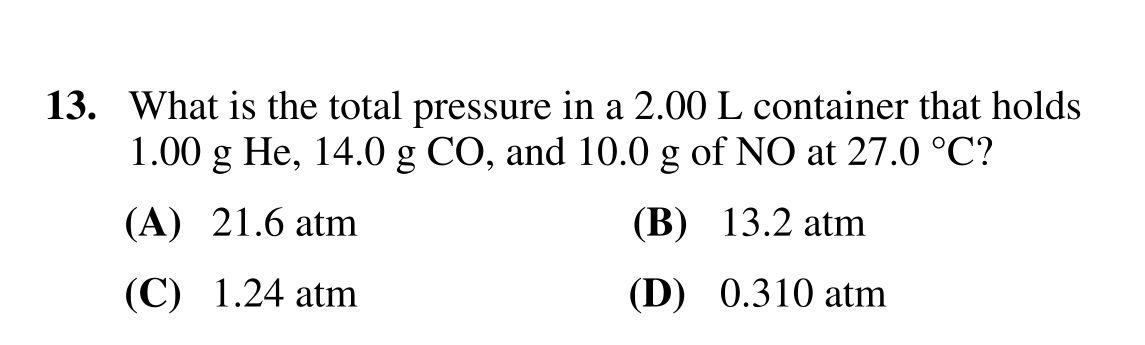 13. What is the total pressure in a 2.00 L container that holds
1.00 g He, 14.0 g CO, and 10.0 g of NO at 27.0 °C?
(A) 21.6 atm (B) 13.2 atm
(C) 1.24 atm (D) 0.310 atm